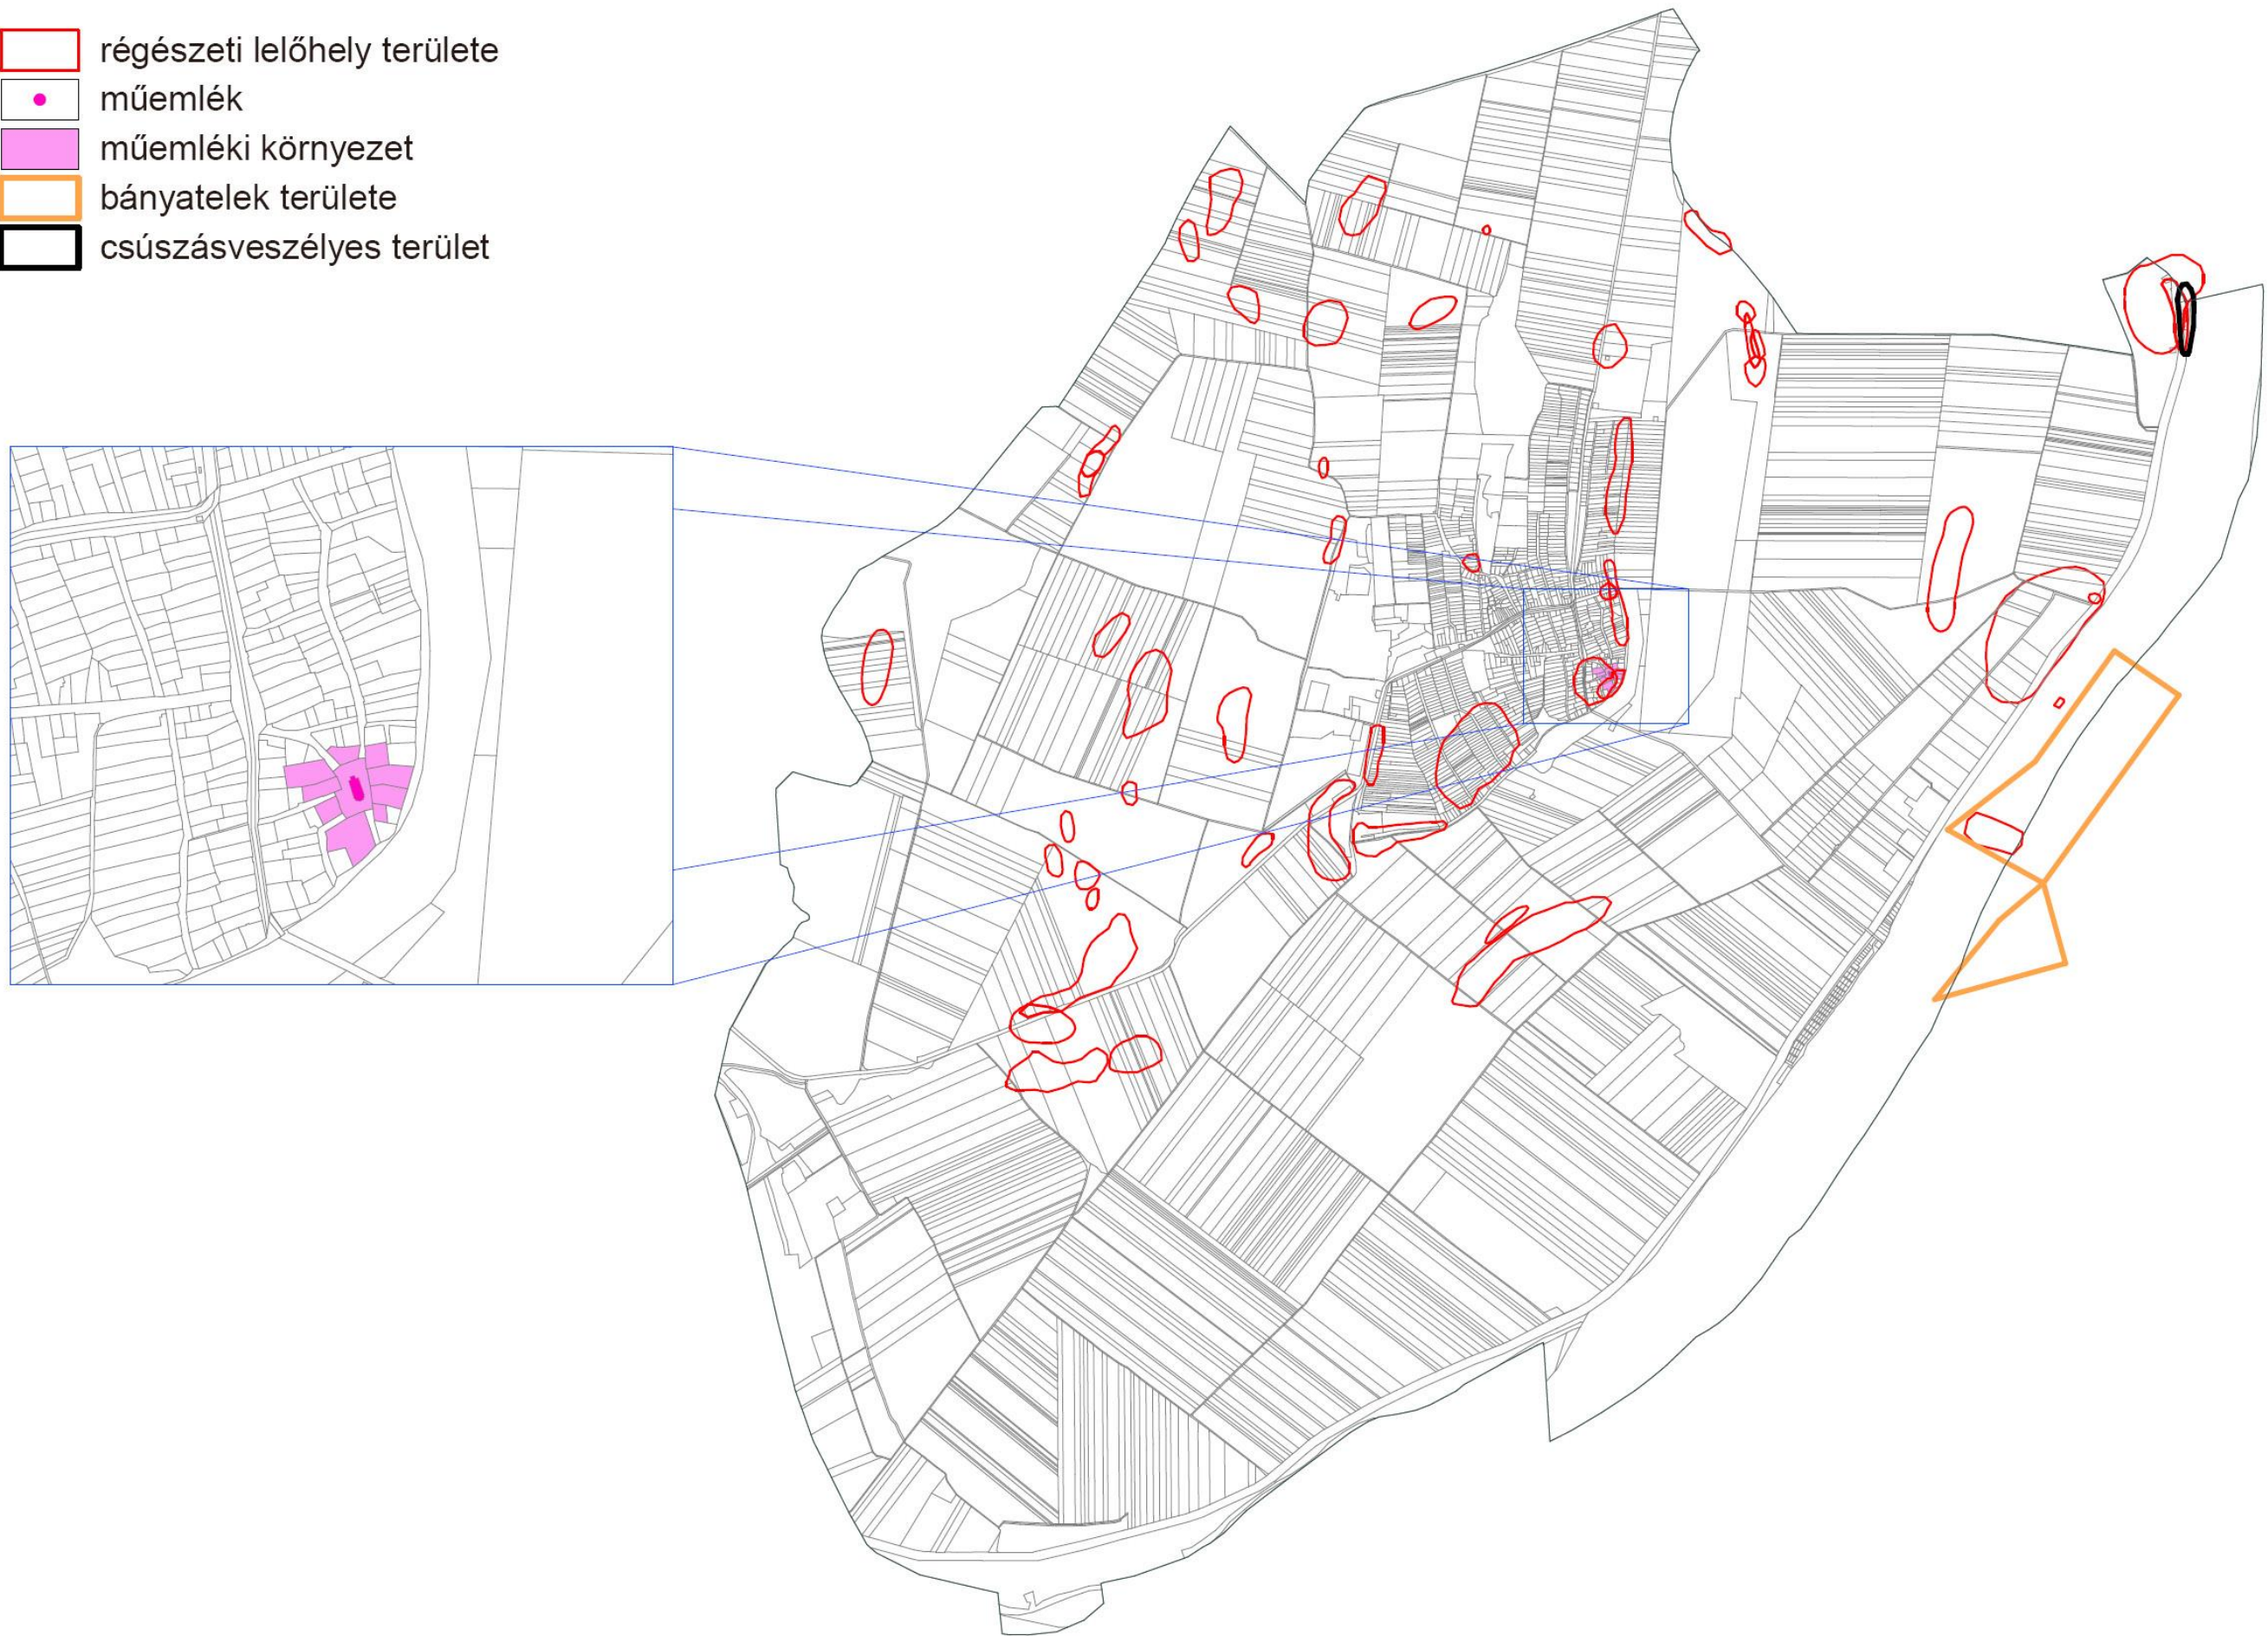 régészeti lelőhely területe
műemlék
műemléki környezet
bányatelek területe
csúszásveszélyes terület